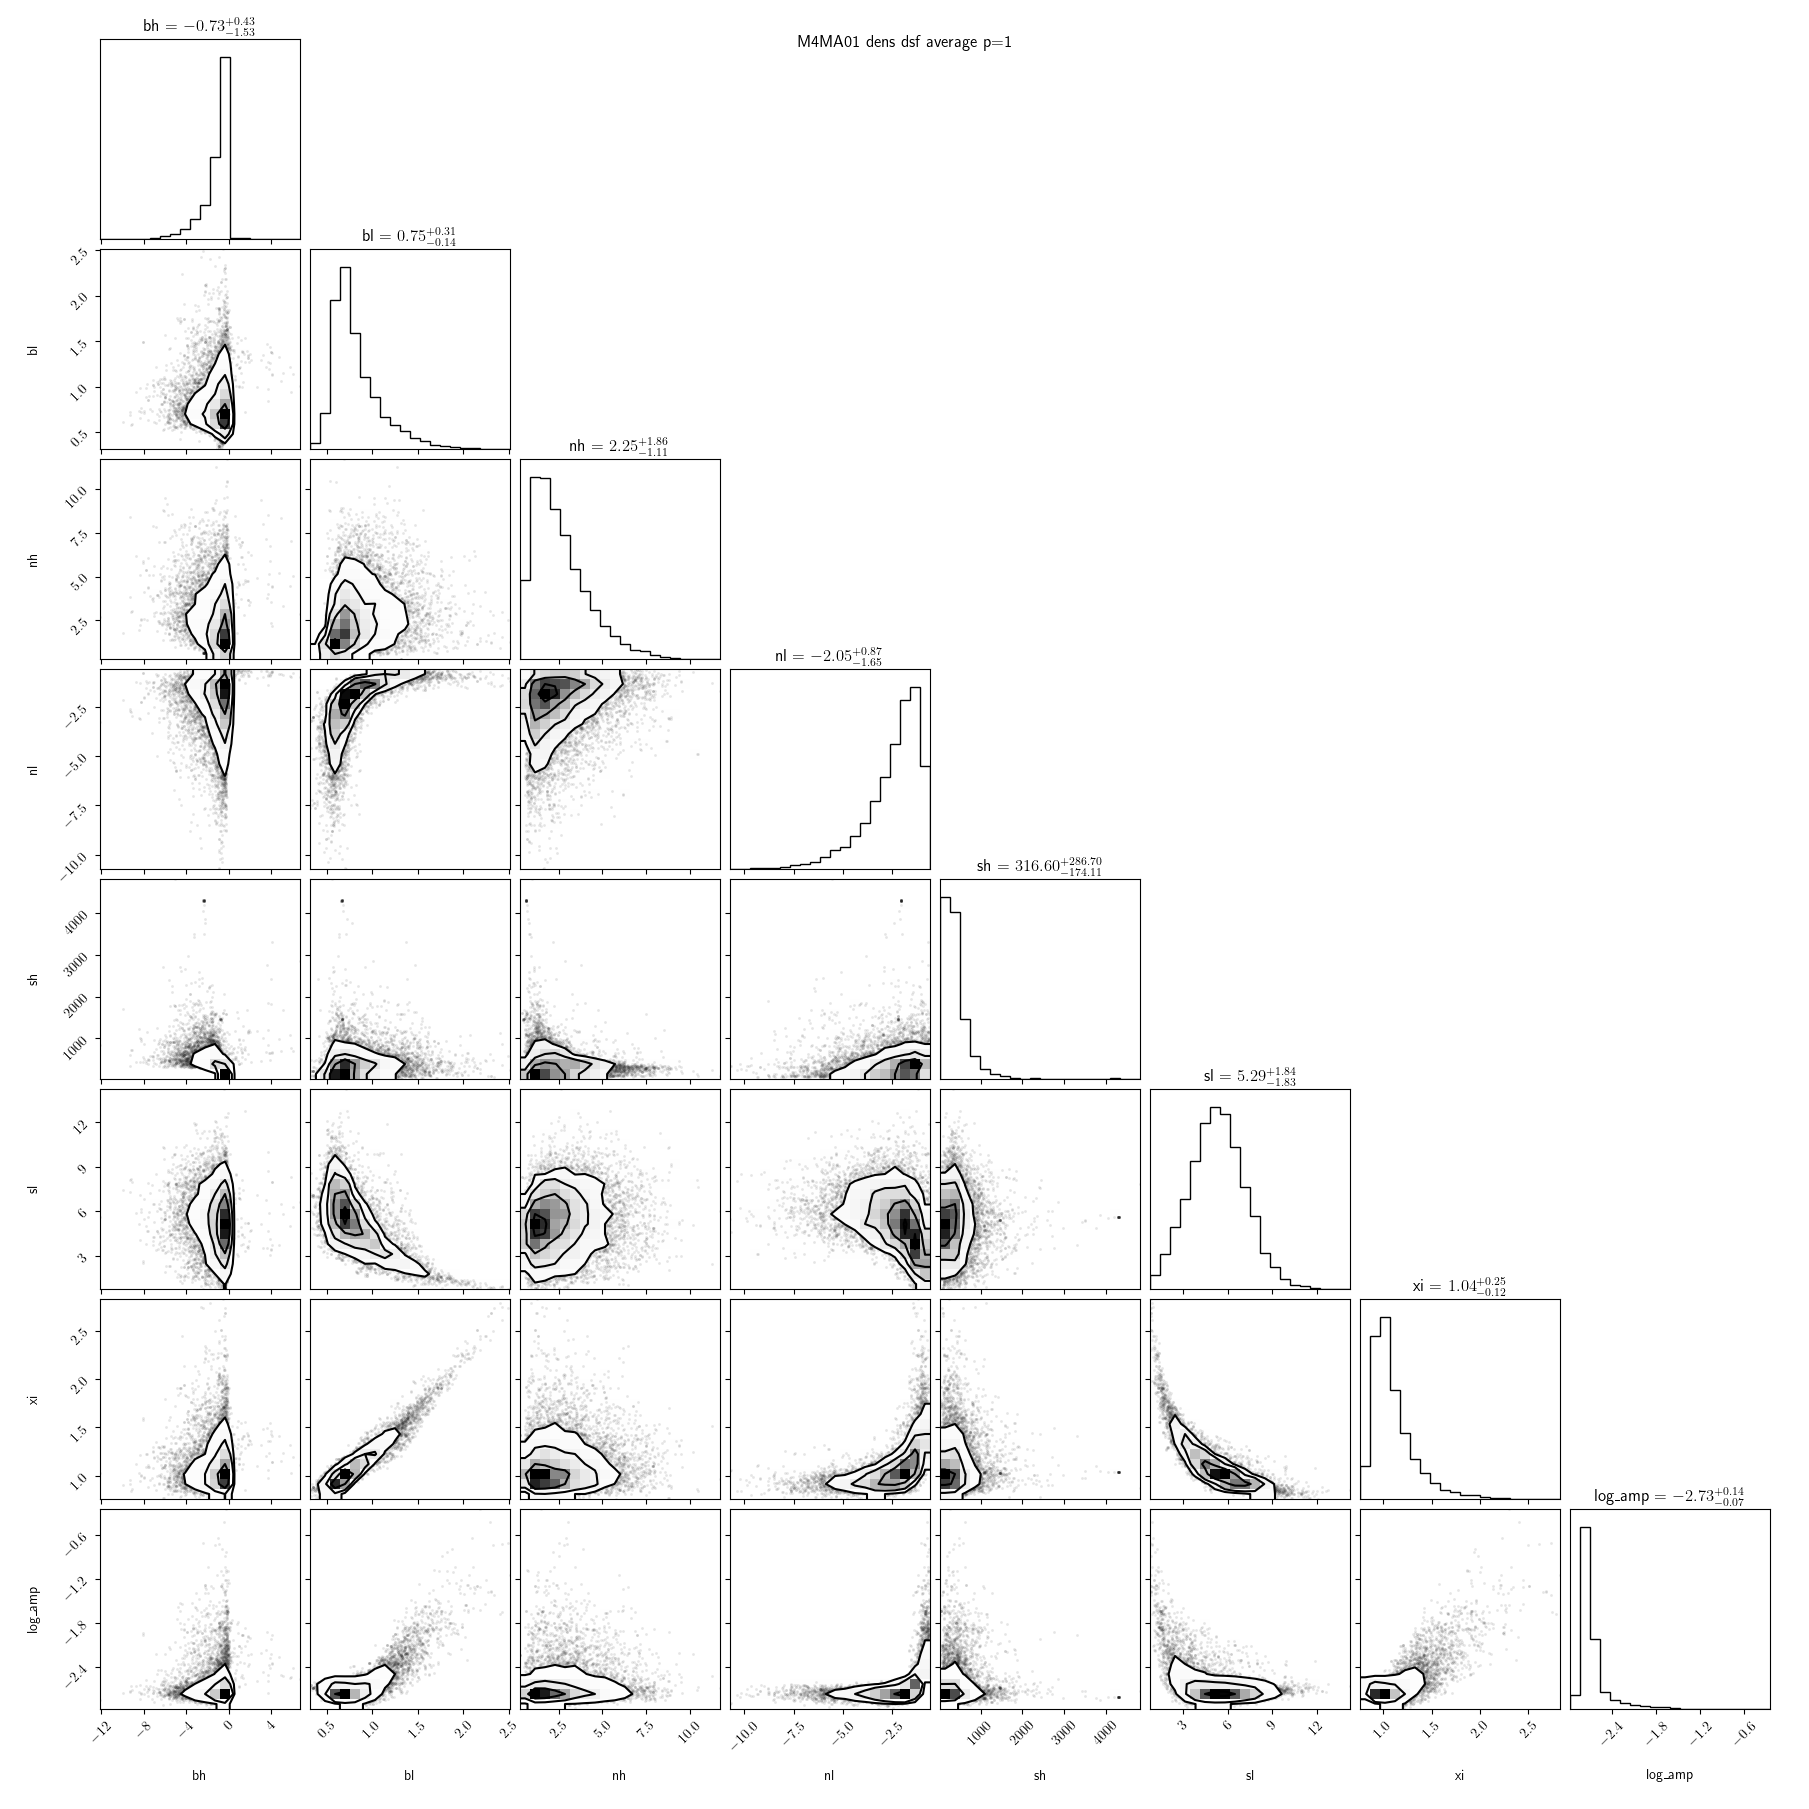 M4MA01 dens dsf average p=1
bh = −0.73 +0.43 −1.53
bl = 0.75 +0.31 −0.14
nh = 2.25 +1.86 −1.11
nl = −2.05 +0.87 −1.65
sh = 316.60 +286.70 −174.11
sl = 5.29 +1.84 −1.83
xi = 1.04 +0.25 −0.12
log_amp = −2.73 +0.14 −0.07
bl
2.5
2.0
1.5
1.0
0.5
nh
10.0
7.5
5.0
2.5
nl
−2.5
−5.0
−7.5
−10.0
sh
4000
3000
2000
1000
sl
12
9
6
3
xi
2.5
2.0
1.5
1.0
log_amp
−0.6
−1.2
−1.8
−2.4
−12 −8 −4 0 4
0.5 1.0 1.5 2.0 2.5
2.5 5.0 7.5 10.0
−10.0 −7.5 −5.0 −2.5
1000 2000 3000 4000
3 6 9 12
1.0 1.5 2.0 2.5
−2.4 −1.8 −1.2 −0.6
bh bl nh nl sh sl xi log_amp